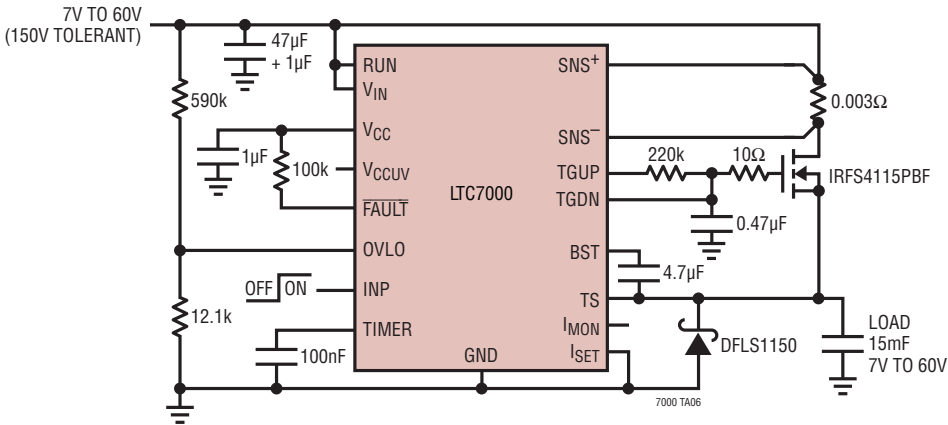 7V TO 60V
(150V TOLERANT)
47µF
+ 1µF
590k
RUN
VIN
VCC
1µF
100k
VCCUV
FAULT
OVLO
OFF ON
INP
12.1k
TIMER
100nF
GND
LTC7000
SNS+
SNS–
TGUP
TGDN
BST
TS
IMON
ISET
0.003Ω
220k
10Ω
IRFS4115PBF
0.47µF
4.7µF
DFLS1150
LOAD
15mF
7V TO 60V
7000 TA06